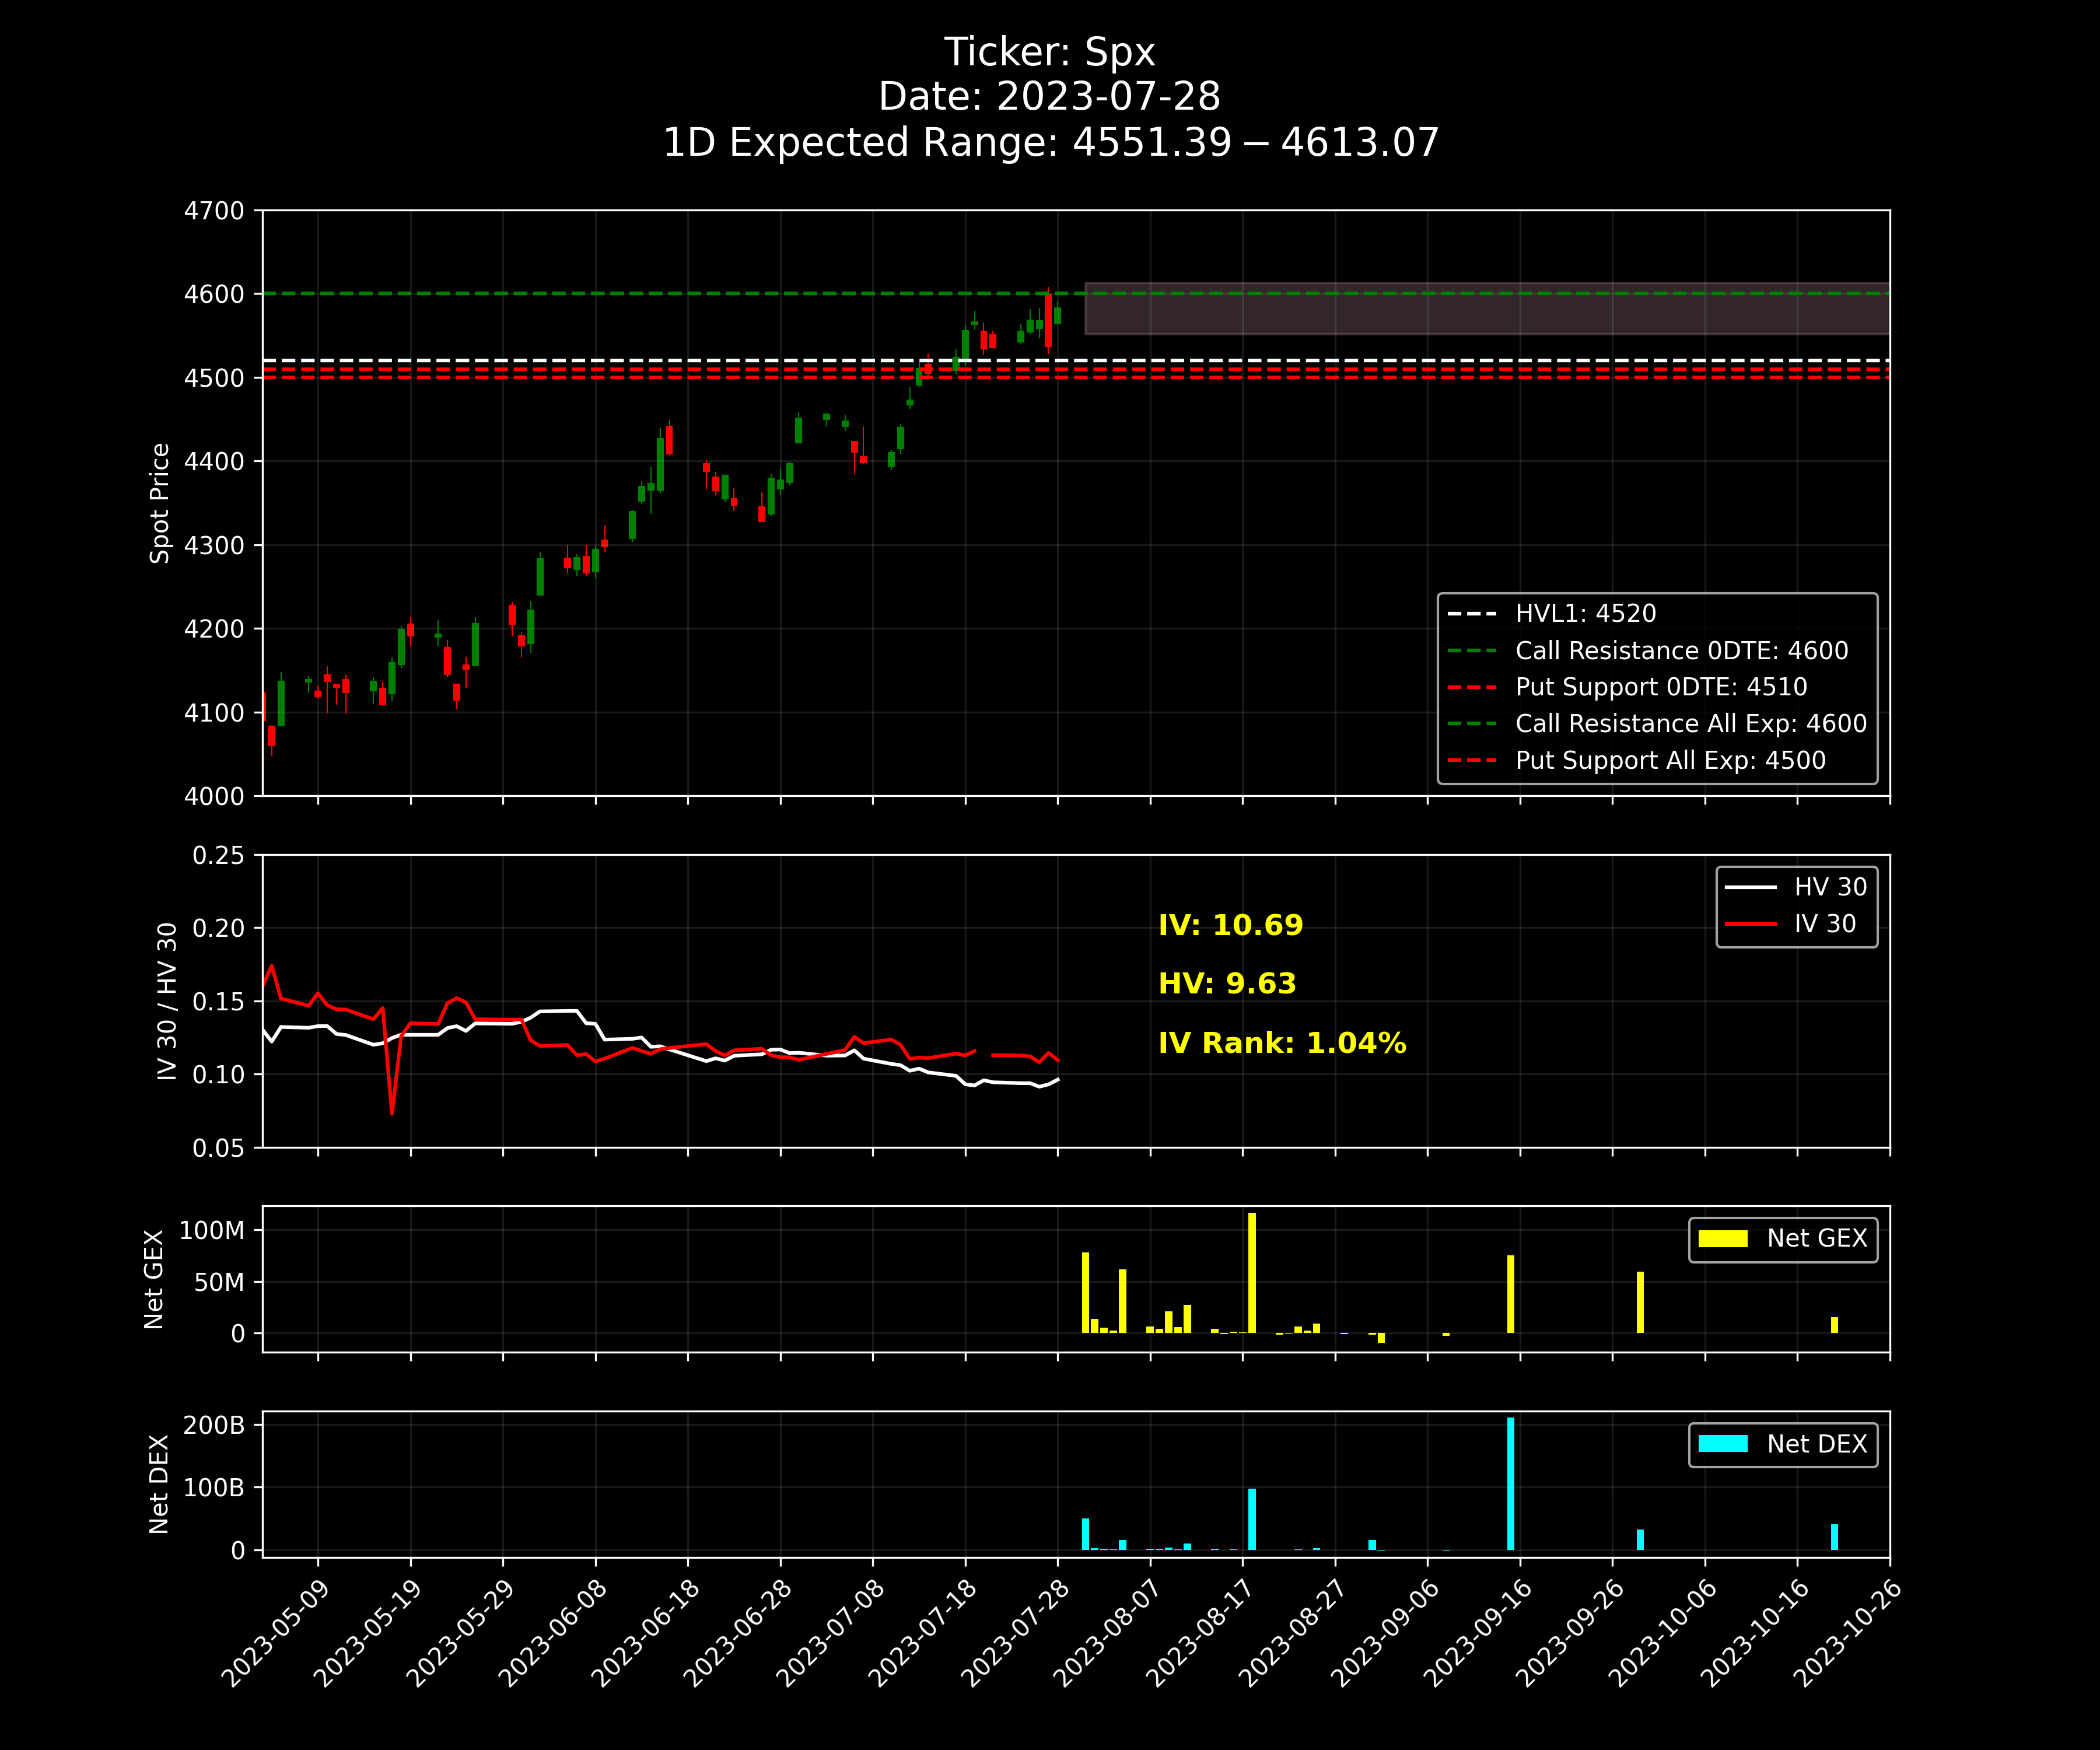 Ticker: Spx
Date: 2023-07-28
1D Expected Range: 4551.39 − 4613.07
Spot Price
4700
4600
4500
4400
4300
4200
4100
4000
HVL1: 4520
Call Resistance 0DTE: 4600
Put Support 0DTE: 4510
Call Resistance All Exp: 4600
Put Support All Exp: 4500
IV 30 / HV 30
0.25
0.20
0.15
0.10
0.05
IV: 10.69
HV: 9.63
IV Rank: 1.04%
HV 30
IV 30
Net GEX
100M
50M
0
Net GEX
Net DEX
200B
100B
0
Net DEX
2023-05-09
2023-05-19
2023-05-29
2023-06-08
2023-06-18
2023-06-28
2023-07-08
2023-07-18
2023-07-28
2023-08-07
2023-08-17
2023-08-27
2023-09-06
2023-09-16
2023-09-26
2023-10-06
2023-10-16
2023-10-26